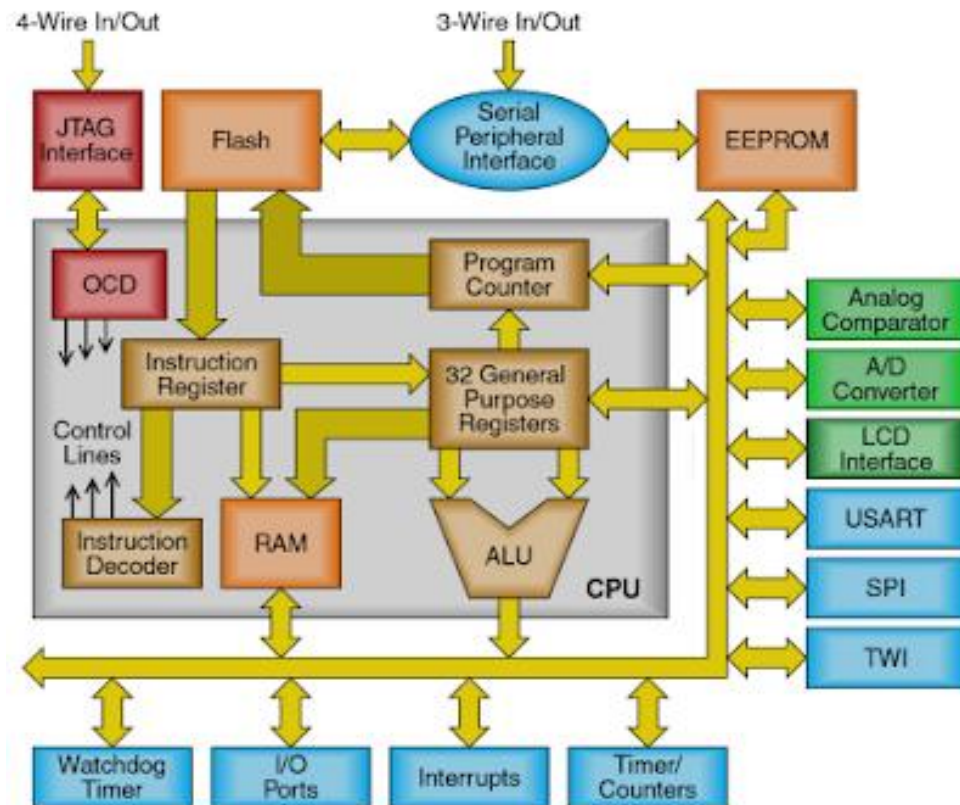 4-Wire In/Out
3-Wire In/Out
JTAG
Interface
Flash
Serial
Peripheral
Interface
EEPROM
OCD
Program
Counter
Analog
Comparator
Instruction
Register
32 General
Purpose
Registers
A/D
Converter
Control
Lines
LCD
Interface
Instruction
Decoder
RAM
ALU
CPU
USART
SPI
TWI
Watchdog
Timer
I/O
Ports
Interrupts
Timer/
Counters